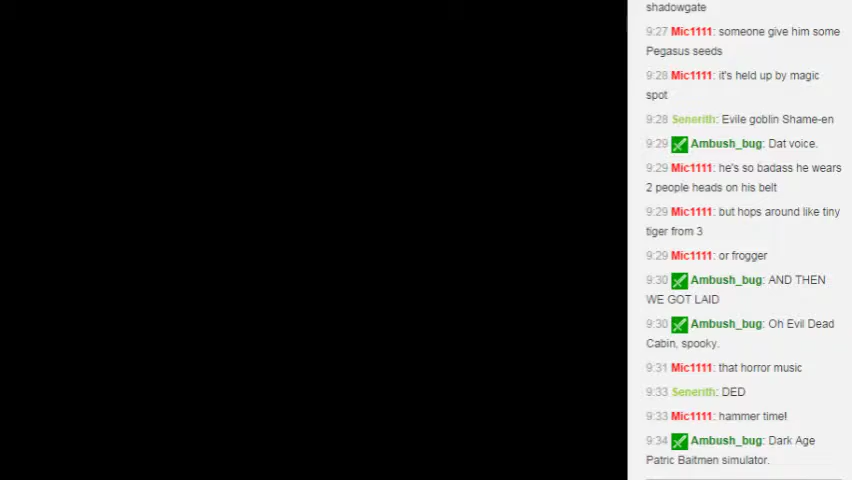 shadowgate
9:27 Mic1111: someone give him some
Pegasus seeds
9:28 Mic1111: it's held up by magic
spot
9:28 Senerith: Evile goblin Shame-en
9:29 Ambush_bug: Dat voice.
9:29 Mic1111: he's so badass he wears
2 people heads on his belt
9:29 Mic1111: but hops around like tiny
tiger from 3
9:29 Mic1111: or frogger
9:30 Ambush_bug: AND THEN
WE GOT LAID
9:30 Ambush_bug: Oh Evil Dead
Cabin, spooky.
9:31 Mic1111: that horror music
9:33 Senerith: DED
9:33 Mic1111: hammer time!
9:34 Ambush_bug: Dark Age
Patric Baitmen simulator.